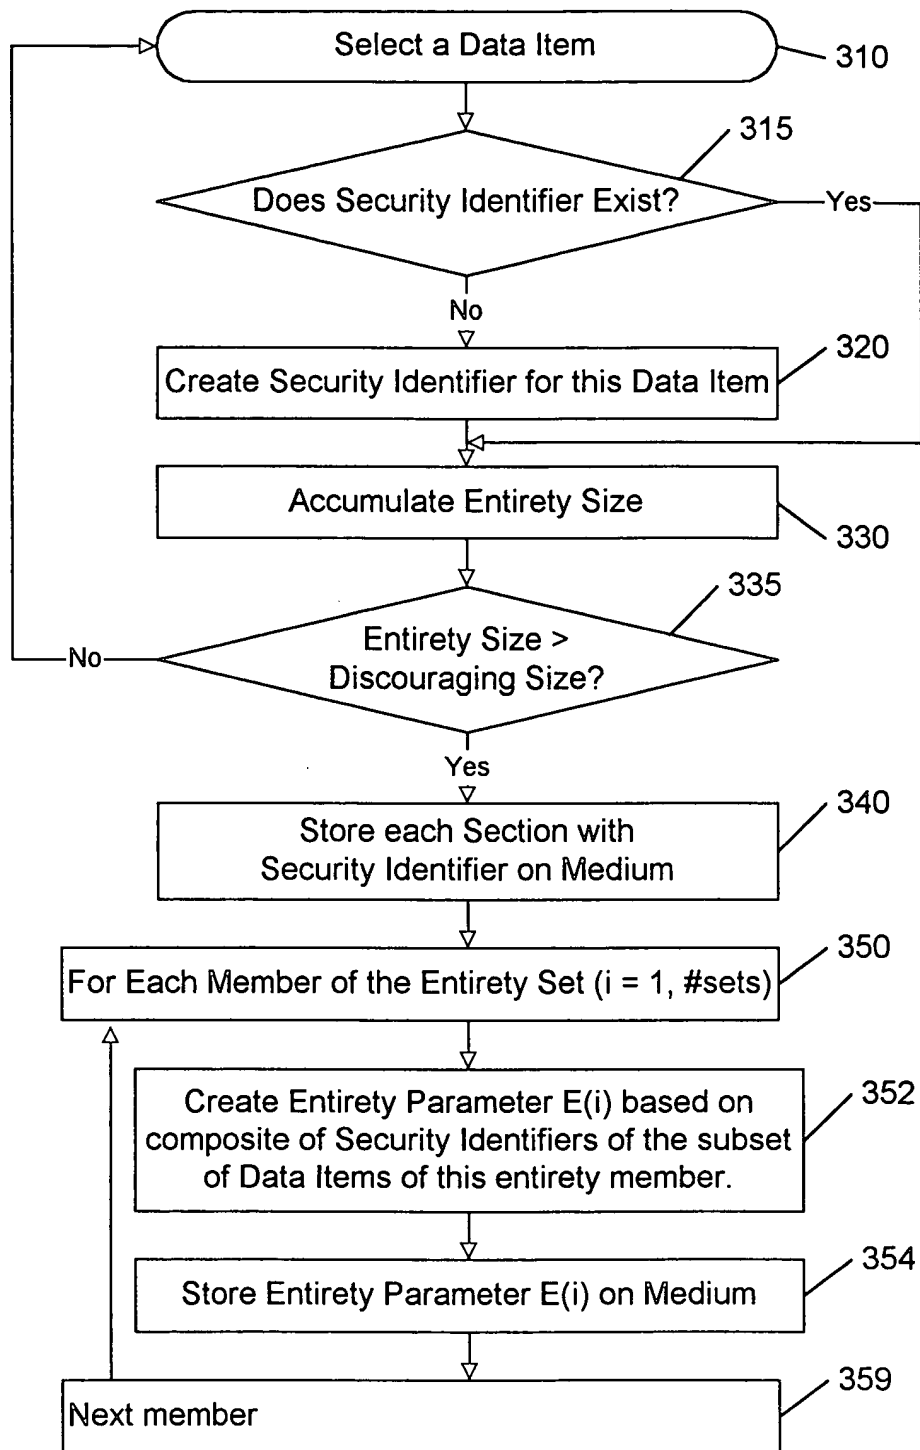 Select a Data Item
310
315
Does Security Identifier Exist?
Yes
No
320
Create Security Identifier for this Data Item
Accumulate Entirety Size
330
335
Entirety Size >
Discouraging Size?
No
Yes
340
Store each Section with
Security Identifier on Medium
350
For Each Member of the Entirety Set (i = 1, #sets)
Create Entirety Parameter E(i) based on
composite of Security Identifiers of the subset
of Data Items of this entirety member.
352
354
Store Entirety Parameter E(i) on Medium
359
Next member